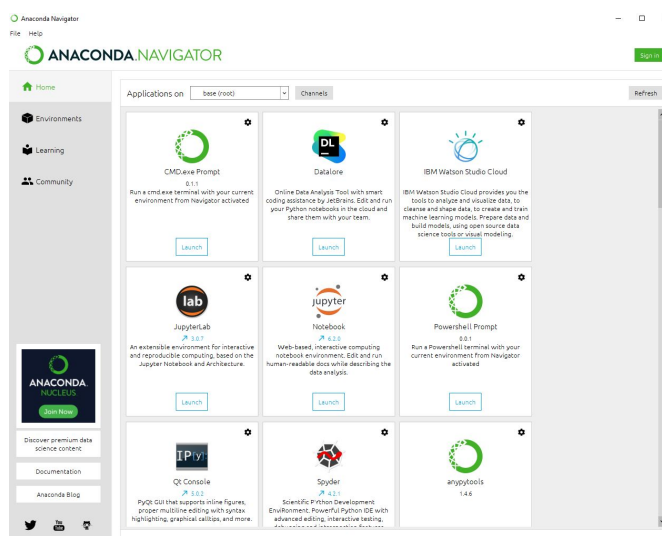 Anaconda Navigator
File Help
ANACONDA.NAVIGATOR
Sign in
Home
Environments
Learning
Community
ANACONDA.
NUCLEUS
Join Now
Discover premium data
science content
Documentation
Anaconda Blog
You
Tube
Applications on base (root) Channels Refresh
DL
CMD.exe Prompt
0.1.1
Run a cmd.exe terminal with your current
environment from Navigator activated
Launch
Datalore
Online Data Analysis Tool with smart
coding assistance by JetBrains. Edit and run
your Python notebooks in the cloud and
share them with your team.
Launch
IBM Watson Studio Cloud
IBM Watson Studio Cloud provides you the
tools to analyze and visualize data, to
cleanse and shape data, to create and train
machine learning models. Prepare data and
build models, using open source data
science tools or visual modeling.
Launch
lab
JupyterLab
3.0.7
An extensible environment for interactive
and reproducible computing, based on the
Jupyter Notebook and Architecture.
Launch
jupyter
Notebook
6.2.0
Web-based, interactive computing
notebook environment. Edit and run
human-readable docs while describing the
data analysis.
Launch
Powershell Prompt
0.0.1
Run a Powershell terminal with your
current environment from Navigator
activated
Launch
IP[y]:
Qt Console
5.0.2
PyQt GUI that supports inline figures,
proper multiline editing with syntax
highlighting, graphical calltips, and more.
Spyder
4.2.1
Scientific PYthon Development
EnviRonment. Powerful Python IDE with
advanced editing, interactive testing,
debugging and introspection features
anypytools
1.4.6